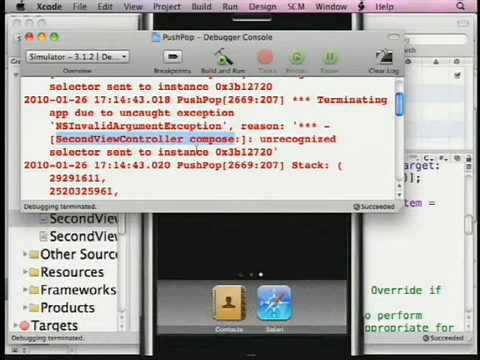 Xcode File Edit View Project Build Run Design SCM Window
PushPop - Debugger Console
Simulator - 3.1.2 | De...
Overview Breakpoints Build and Run Tasks Restart Pause Clear Log
selector sent to instance 0x3b12720
2010-01-26 17:14:43.018 PushPop[2669:207] *** Terminating
app due to uncaught exception
'NSInvalidArgumentException', reason: '*** -
[SecondViewController compose:]: unrecognized
selector sent to instance 0x3b12720'
2010-01-26 17:14:43.020 PushPop[2669:207] Stack: (
29291611,
2520325961,
Debugging terminated. Succeeded
arget:
)];
tem =
SecondView
SecondView
Other Source
Resources
Frameworks
Products
Targets
Override if
o perform
ppropriate for
Contacts Safari
Debugging terminated. Succeeded